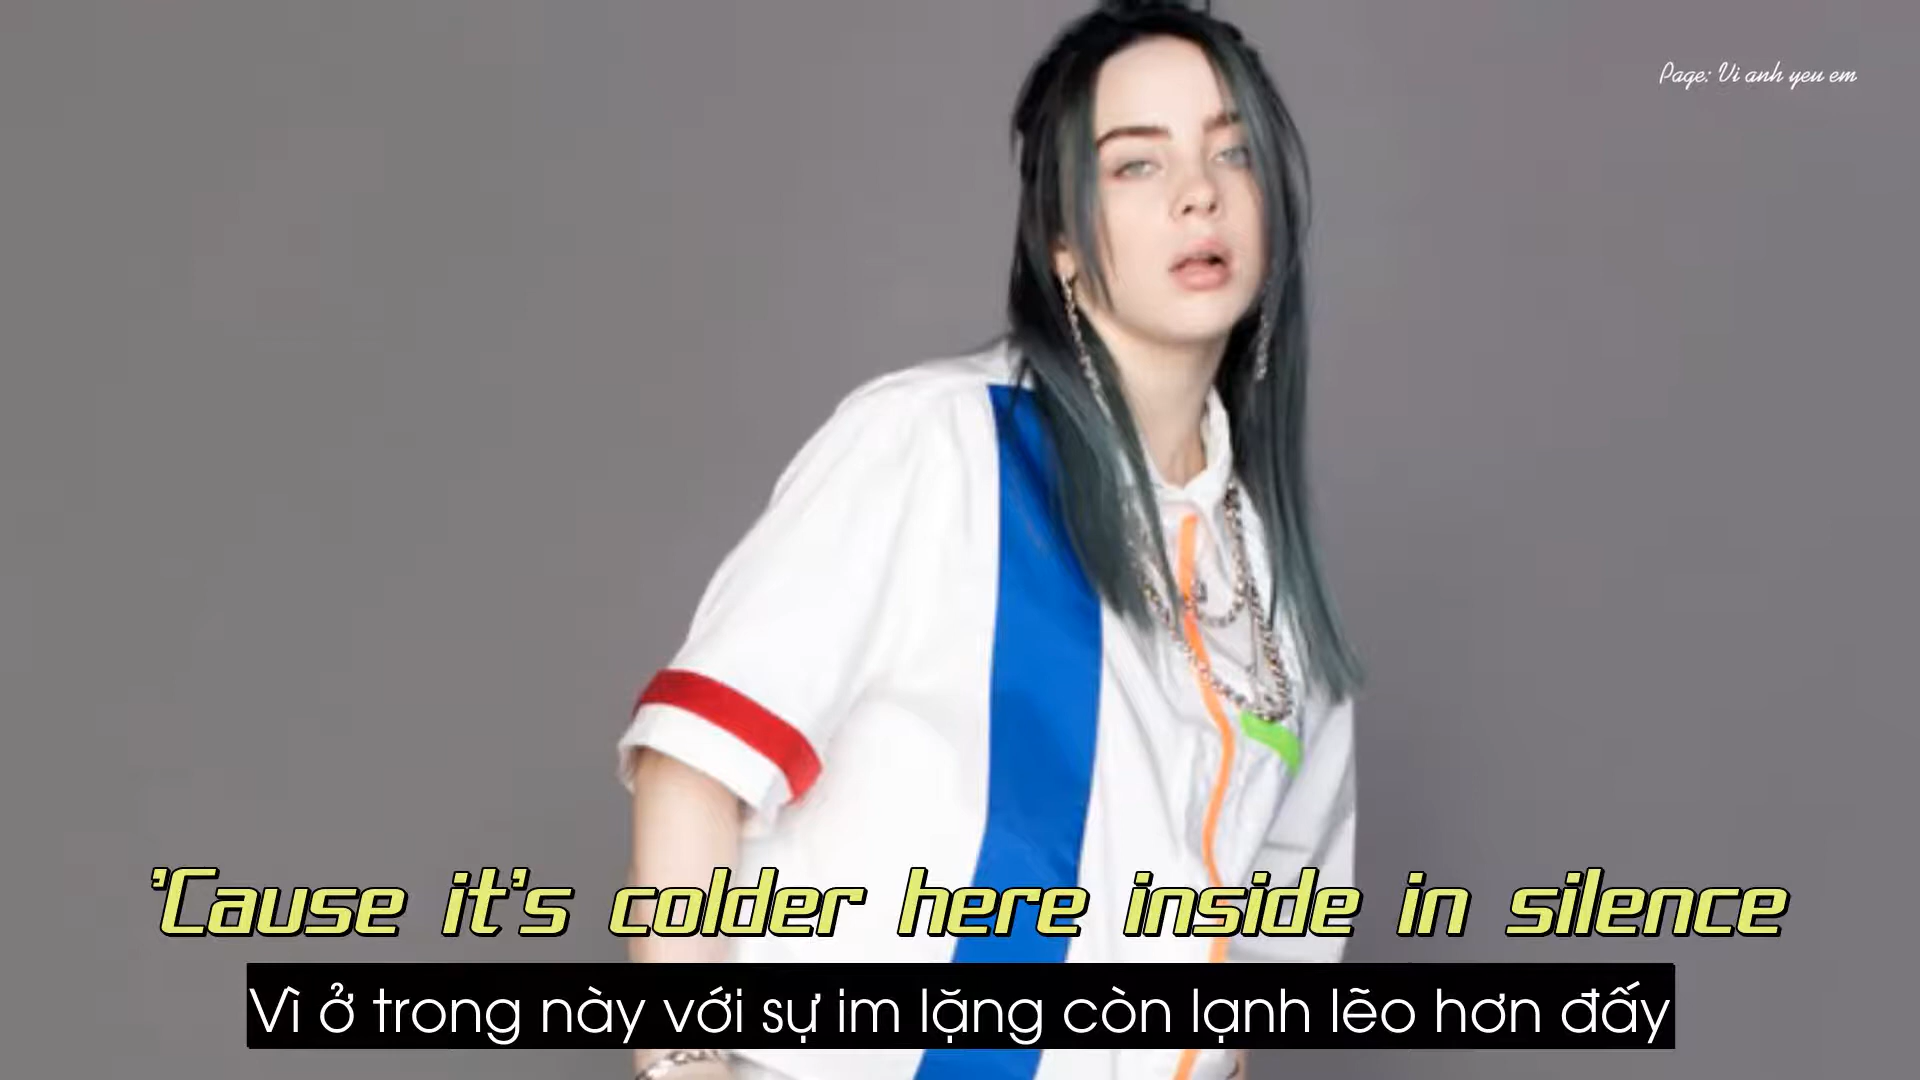 Page: Vi anh yeu em
'Cause it's colder here inside in silence
Vì ở trong này với sự im lặng còn lạnh lẽo hơn đấy